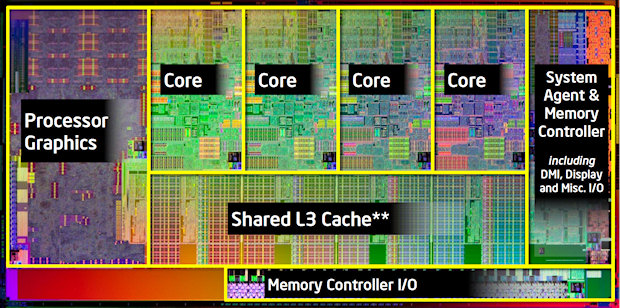 Processor
Graphics
Core
Core
Core
Core
System
Agent &
Memory
Controller
including
DMI, Display
and Misc. I/O
Shared L3 Cache**
Memory Controller I/O